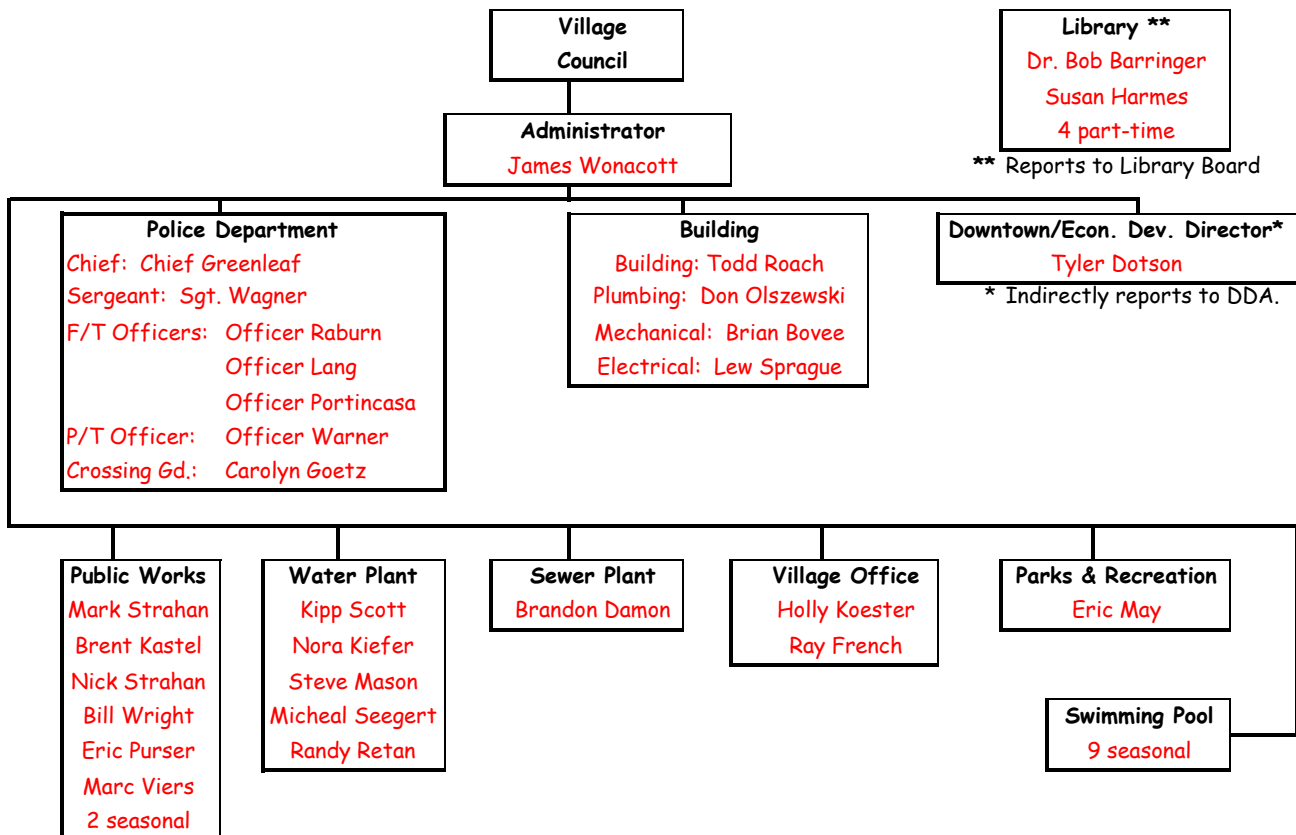 Village
Council
Administrator
James Wonacott
Library **
Dr. Bob Barringer
Susan Harmes
4 part-time
** Reports to Library Board
Police Department
Chief: Chief Greenleaf
Sergeant: Sgt. Wagner
F/T Officers: Officer Raburn
Officer Lang
Officer Portincasa
P/T Officer: Officer Warner
Crossing Gd.: Carolyn Goetz
Building
Building: Todd Roach
Plumbing: Don Olszewski
Mechanical: Brian Bovee
Electrical: Lew Sprague
Downtown/Econ. Dev. Director*
Tyler Dotson
* Indirectly reports to DDA.
Public Works
Mark Strahan
Brent Kastel
Nick Strahan
Bill Wright
Eric Purser
Marc Viers
2 seasonal
Water Plant
Kipp Scott
Nora Kiefer
Steve Mason
Micheal Seegert
Randy Retan
Sewer Plant
Brandon Damon
Village Office
Holly Koester
Ray French
Parks & Recreation
Eric May
Swimming Pool
9 seasonal